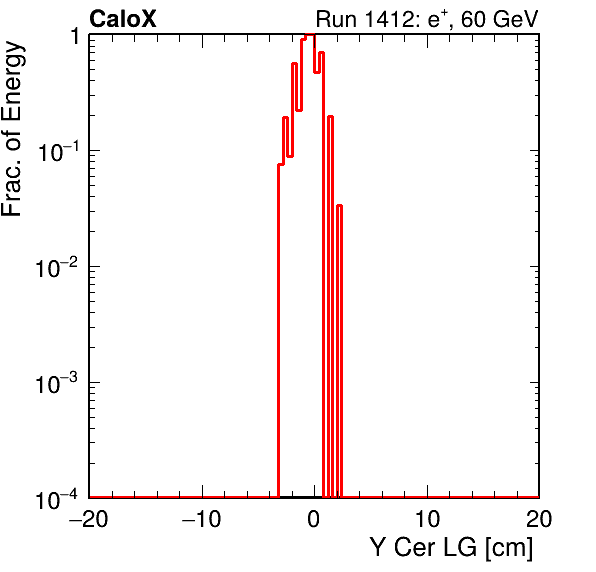 CaloX Run 1412: e⁺, 60 GeV
Frac. of Energy
1
10⁻¹
10⁻²
10⁻³
10⁻⁴
−20 −10 0 10 20
Y Cer LG [cm]